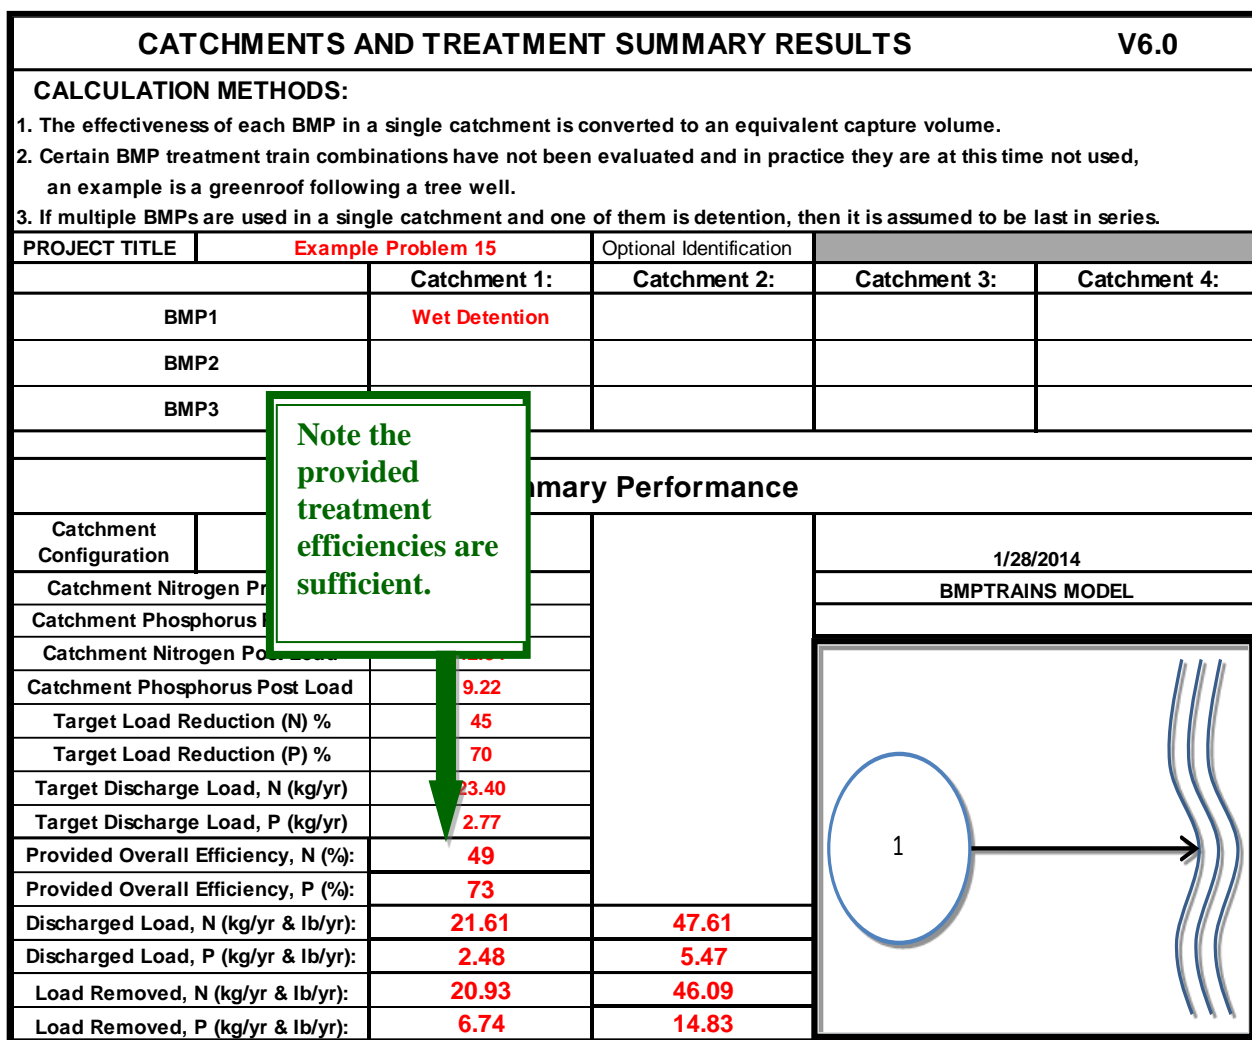 CATCHMENTS AND TREATMENT SUMMARY RESULTS V6.0
CALCULATION METHODS:
1. The effectiveness of each BMP in a single catchment is converted to an equivalent capture volume.
2. Certain BMP treatment train combinations have not been evaluated and in practice they are at this time not used,
an example is a greenroof following a tree well.
3. If multiple BMPs are used in a single catchment and one of them is detention, then it is assumed to be last in series.
PROJECT TITLE Example Problem 15 Optional Identification
Catchment 1: Catchment 2: Catchment 3: Catchment 4:
BMP1 Wet Detention
BMP2
BMP3
Note the
provided
treatment
efficiencies are
sufficient.
Performance
Catchment
Configuration
1/28/2014
Catchment Nitrogen
BMPTRAINS MODEL
Catchment Phosphorus
Catchment Nitrogen
Catchment Phosphorus Post Load 9.22
Target Load Reduction (N) % 45
Target Load Reduction (P) % 70
Target Discharge Load, N (kg/yr) 23.40
Target Discharge Load, P (kg/yr) 2.77
Provided Overall Efficiency, N (%): 49
Provided Overall Efficiency, P (%): 73
Discharged Load, N (kg/yr & lb/yr): 21.61 47.61
Discharged Load, P (kg/yr & lb/yr): 2.48 5.47
Load Removed, N (kg/yr & lb/yr): 20.93 46.09
Load Removed, P (kg/yr & lb/yr): 6.74 14.83
1